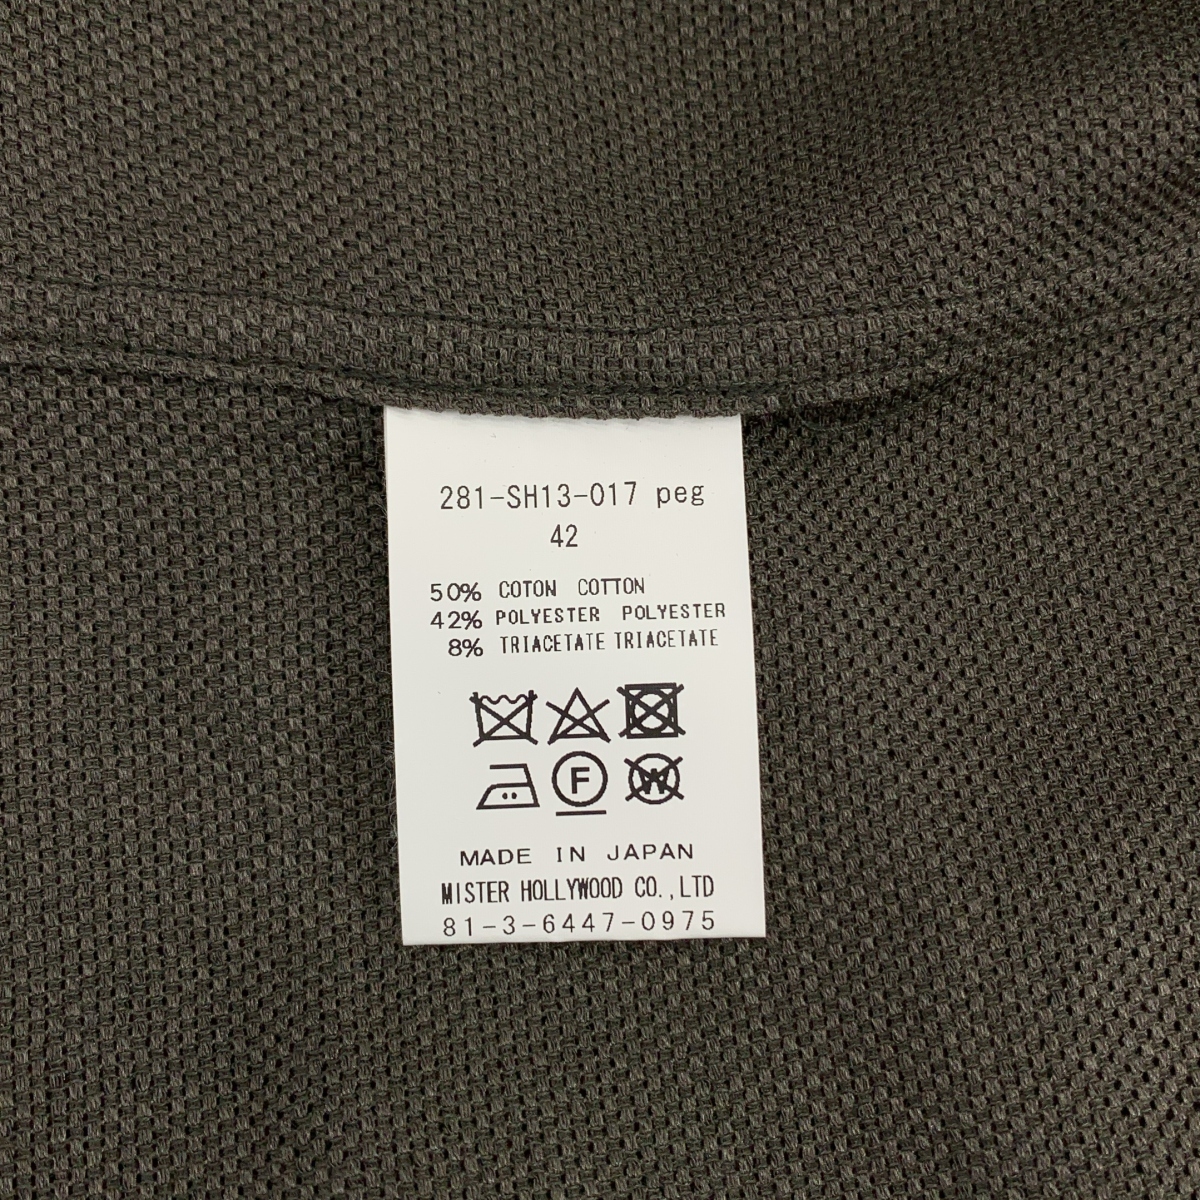 281-SH13-017 peg
42
50% COTON COTTON
42% POLYESTER POLYESTER
8% TRIACETATE TRIACETATE
F W
MADE IN JAPAN
MISTER HOLLYWOOD CO.,LTD
81-3-6447-0975